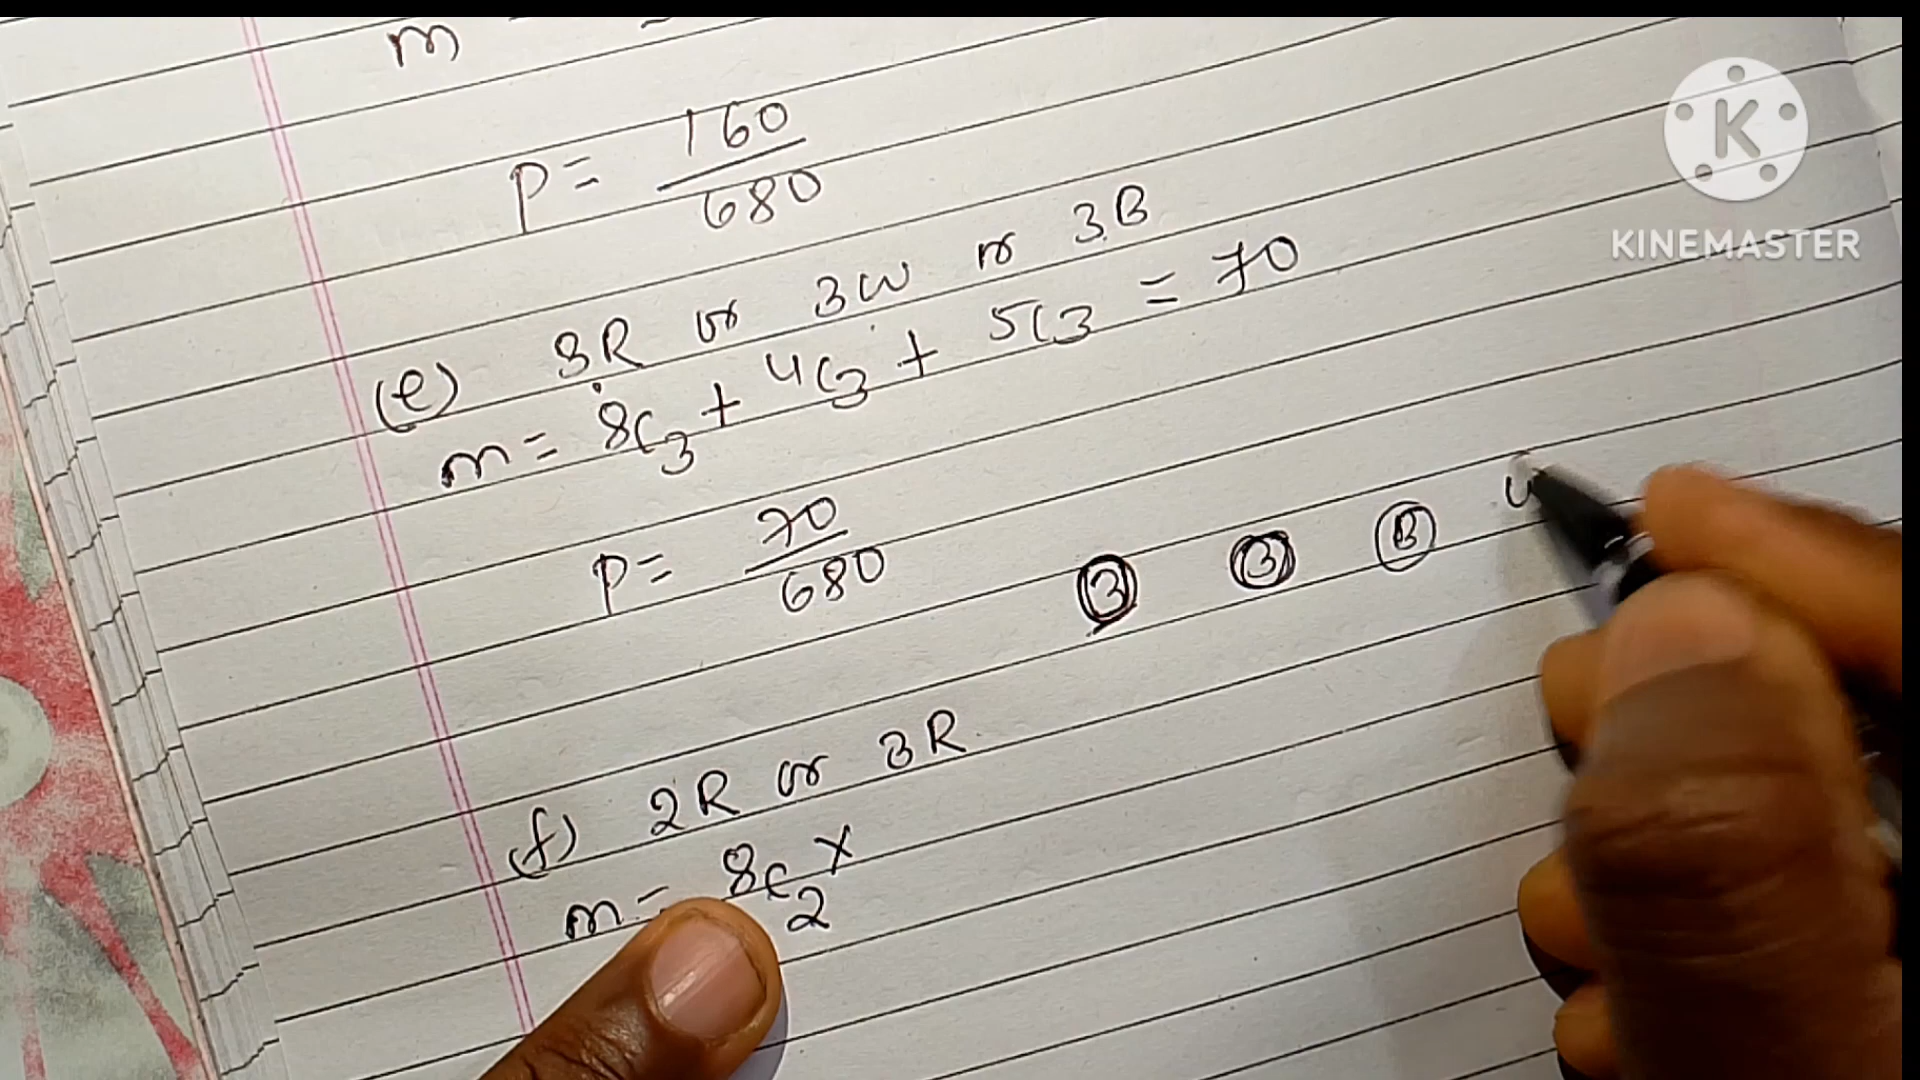 m
P = 160/680
(e) 3R or 3W or 3B
m = 8C3 + 4C3 + 5C3 = 70
P = 70/680
3 3 B
(f) 2R or 3R
m = 8C2 ×
K
KINEMASTER